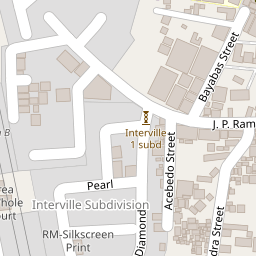 Bayabas Street
J. P. Ram
Interville
1 subd
Acebedo Street
B
rea
hole
ourt
Pearl
Interville Subdivision
Diamond
dra Street
RM-Silkscreen
Print